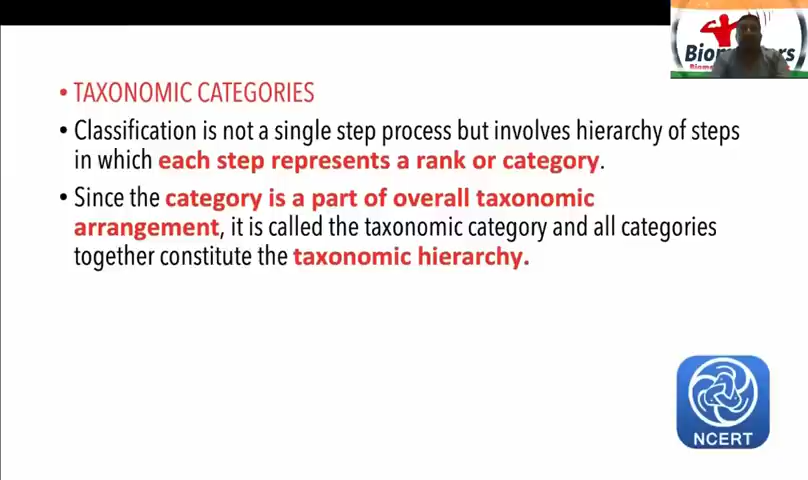 • TAXONOMIC CATEGORIES
• Classification is not a single step process but involves hierarchy of steps
in which each step represents a rank or category.
• Since the category is a part of overall taxonomic
arrangement, it is called the taxonomic category and all categories
together constitute the taxonomic hierarchy.
NCERT